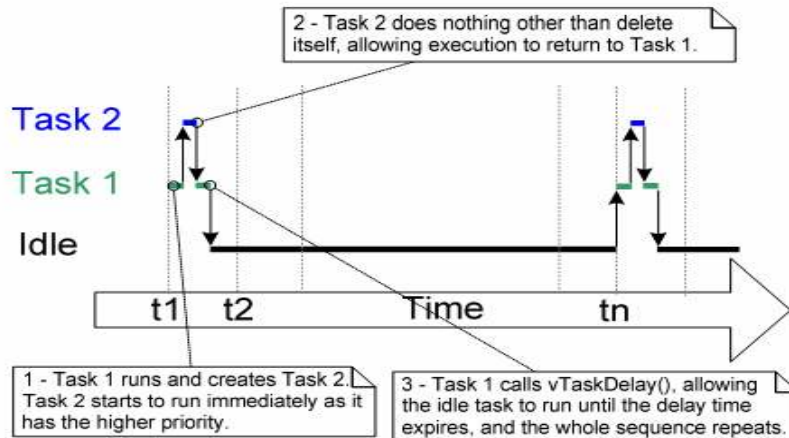 2 - Task 2 does nothing other than delete
itself, allowing execution to return to Task 1.
Task 2
Task 1
Idle
t1
t2
Time
tn
1 - Task 1 runs and creates Task 2.
Task 2 starts to run immediately as it
has the higher priority.
3 - Task 1 calls vTaskDelay(), allowing
the idle task to run until the delay time
expires, and the whole sequence repeats.